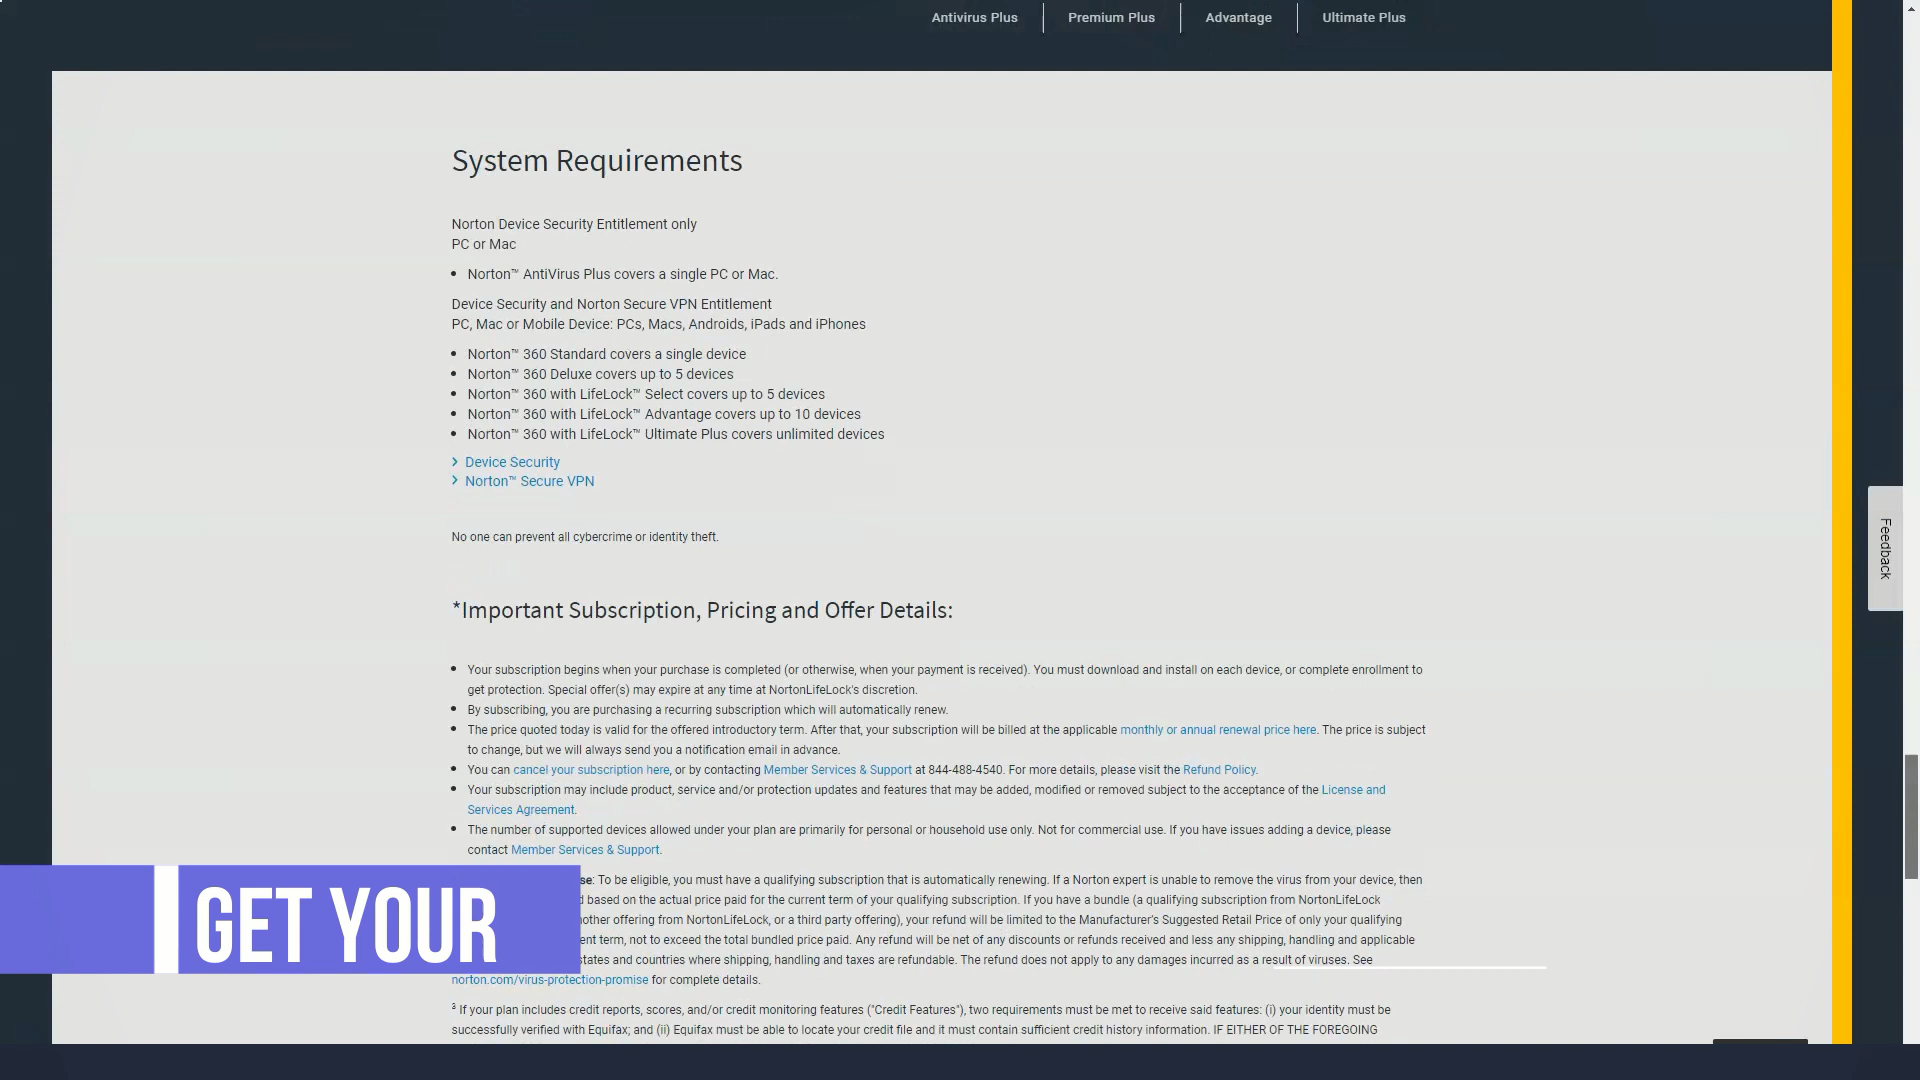 Antivirus Plus
Premium Plus
Advantage
Ultimate Plus
System Requirements
Norton Device Security Entitlement only
PC or Mac
• Norton™ AntiVirus Plus covers a single PC or Mac.
Device Security and Norton Secure VPN Entitlement
PC, Mac or Mobile Device: PCs, Macs, Androids, iPads and iPhones
• Norton™ 360 Standard covers a single device
• Norton™ 360 Deluxe covers up to 5 devices
• Norton™ 360 with LifeLock™ Select covers up to 5 devices
• Norton™ 360 with LifeLock™ Advantage covers up to 10 devices
• Norton™ 360 with LifeLock™ Ultimate Plus covers unlimited devices
Device Security
Norton™ Secure VPN
Feedback
No one can prevent all cybercrime or identity theft.
*Important Subscription, Pricing and Offer Details:
• Your subscription begins when your purchase is completed (or otherwise, when your payment is received). You must download and install on each device, or complete enrollment to
get protection. Special offer(s) may expire at any time at NortonLifeLock's discretion.
• By subscribing, you are purchasing a recurring subscription which will automatically renew.
• The price quoted today is valid for the offered introductory term. After that, your subscription will be billed at the applicable monthly or annual renewal price here. The price is subject
to change, but we will always send you a notification email in advance.
• You can cancel your subscription here, or by contacting Member Services & Support at 844-488-4540. For more details, please visit the Refund Policy.
• Your subscription may include product, service and/or protection updates and features that may be added, modified or removed subject to the acceptance of the License and
Services Agreement.
• The number of supported devices allowed under your plan are primarily for personal or household use only. Not for commercial use. If you have issues adding a device, please
contact Member Services & Support.
se: To be eligible, you must have a qualifying subscription that is automatically renewing. If a Norton expert is unable to remove the virus from your device, then
d based on the actual price paid for the current term of your qualifying subscription. If you have a bundle (a qualifying subscription from NortonLifeLock
nother offering from NortonLifeLock, or a third party offering), your refund will be limited to the Manufacturer's Suggested Retail Price of only your qualifying
ent term, not to exceed the total bundled price paid. Any refund will be net of any discounts or refunds received and less any shipping, handling and applicable
states and countries where shipping, handling and taxes are refundable. The refund does not apply to any damages incurred as a result of viruses. See
norton.com/virus-protection-promise for complete details.
GET YOUR
³ If your plan includes credit reports, scores, and/or credit monitoring features ("Credit Features"), two requirements must be met to receive said features: (i) your identity must be
successfully verified with Equifax; and (ii) Equifax must be able to locate your credit file and it must contain sufficient credit history information. IF EITHER OF THE FOREGOING